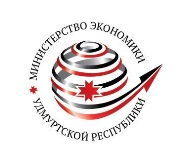 МИНИСТЕРСТВО ЭКОНОМИКИ
УДМУРТСКОЙ РЕСПУБЛИКИ